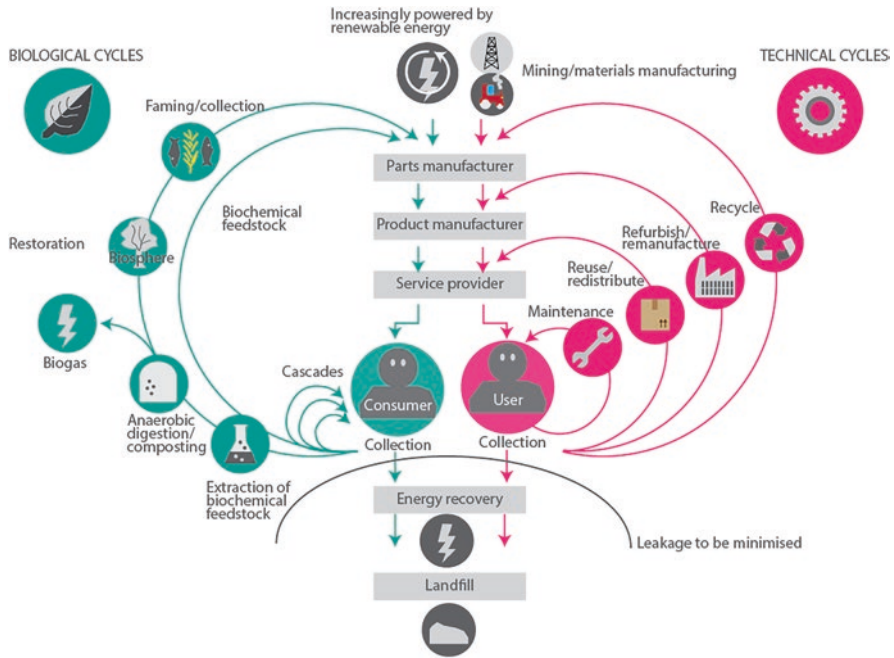 Increasingly powered by
renewable energy
BIOLOGICAL CYCLES
TECHNICAL CYCLES
Mining/materials manufacturing
Faming/collection
Parts manufacturer
Biochemical
feedstock
Product manufacturer
Recycle
Refurbish/
remanufacture
Restoration
Biosphere
Reuse/
redistribute
Service provider
Maintenance
Biogas
Cascades
Consumer
User
Anaerobic
digestion/
composting
Collection
Collection
Extraction of
biochemical
feedstock
Energy recovery
Leakage to be minimised
Landfill